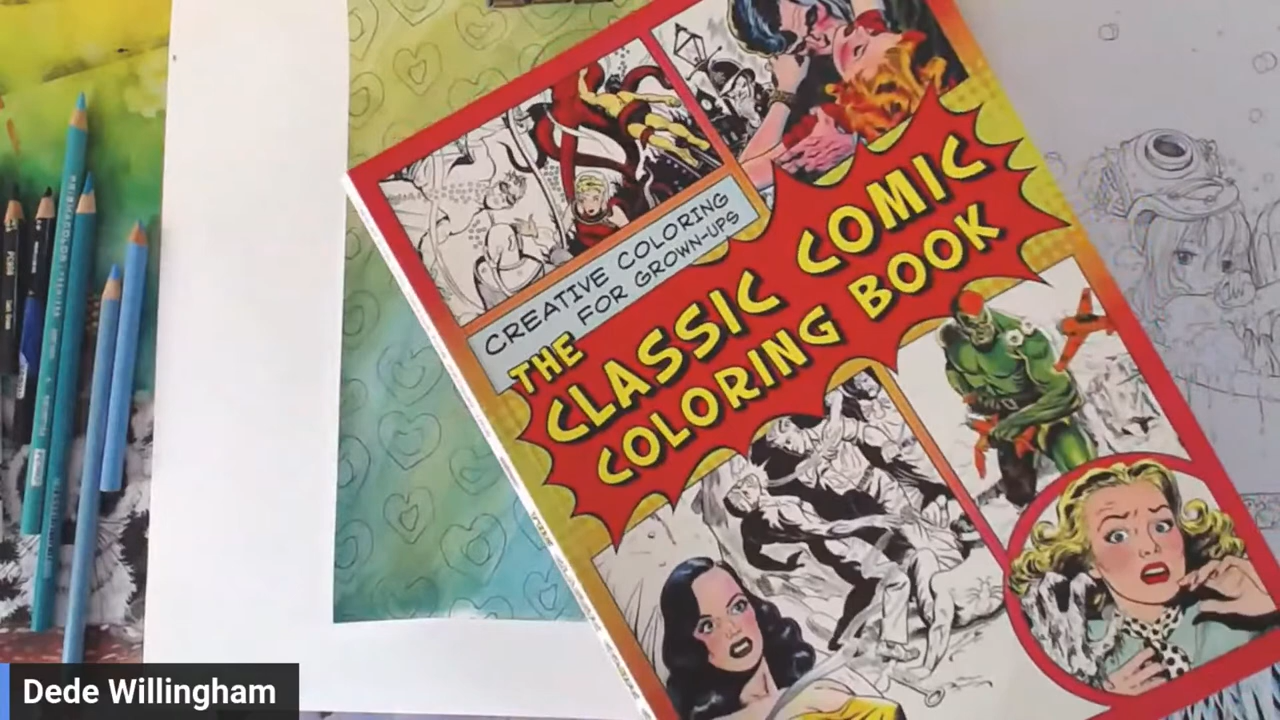 CREATIVE COLORING
FOR GROWN-UPS
THE
CLASSIC COMIC
COLORING BOOK
Dede Willingham